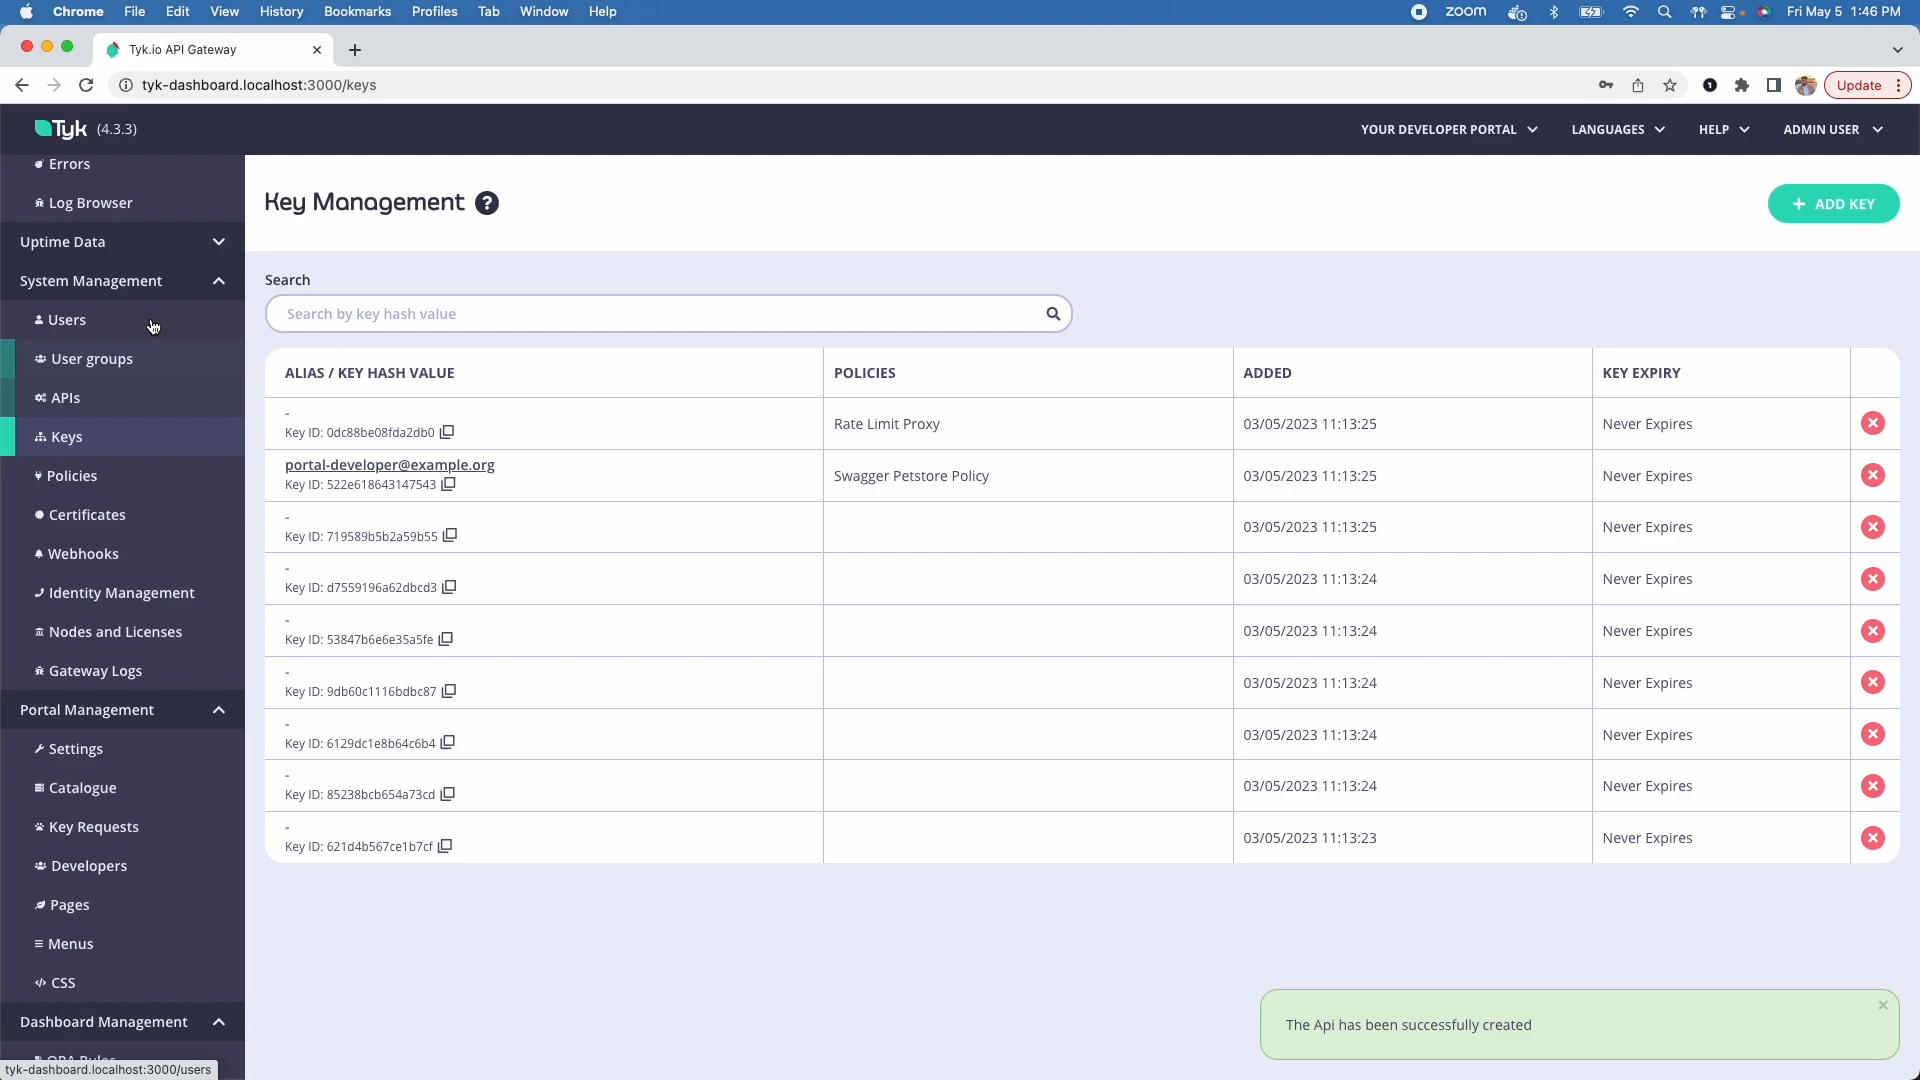 Chrome File Edit View History Bookmarks Profiles Tab Window Help zoom Fri May 5 1:46 PM
Tyk.io API Gateway
tyk-dashboard.localhost:3000/keys Update
Tyk (4.3.3) YOUR DEVELOPER PORTAL LANGUAGES HELP ADMIN USER
Errors
Log Browser
Uptime Data
System Management
Users
User groups
APIs
Keys
Policies
Certificates
Webhooks
Identity Management
Nodes and Licenses
Gateway Logs
Portal Management
Settings
Catalogue
Key Requests
Developers
Pages
Menus
CSS
Dashboard Management
OPA Rules
tyk-dashboard.localhost:3000/users
Key Management ?
+ ADD KEY
Search
Search by key hash value
ALIAS / KEY HASH VALUE POLICIES ADDED KEY EXPIRY
-
Key ID: 0dc88be08fda2db0 Rate Limit Proxy 03/05/2023 11:13:25 Never Expires
portal-developer@example.org
Key ID: 522e618643147543 Swagger Petstore Policy 03/05/2023 11:13:25 Never Expires
-
Key ID: 719589b5b2a59b55 03/05/2023 11:13:25 Never Expires
-
Key ID: d7559196a62dbcd3 03/05/2023 11:13:24 Never Expires
-
Key ID: 53847b6e6e35a5fe 03/05/2023 11:13:24 Never Expires
-
Key ID: 9db60c1116bdbc87 03/05/2023 11:13:24 Never Expires
-
Key ID: 6129dc1e8b64c6b4 03/05/2023 11:13:24 Never Expires
-
Key ID: 85238bcb654a73cd 03/05/2023 11:13:24 Never Expires
-
Key ID: 621d4b567ce1b7cf 03/05/2023 11:13:23 Never Expires
The Api has been successfully created